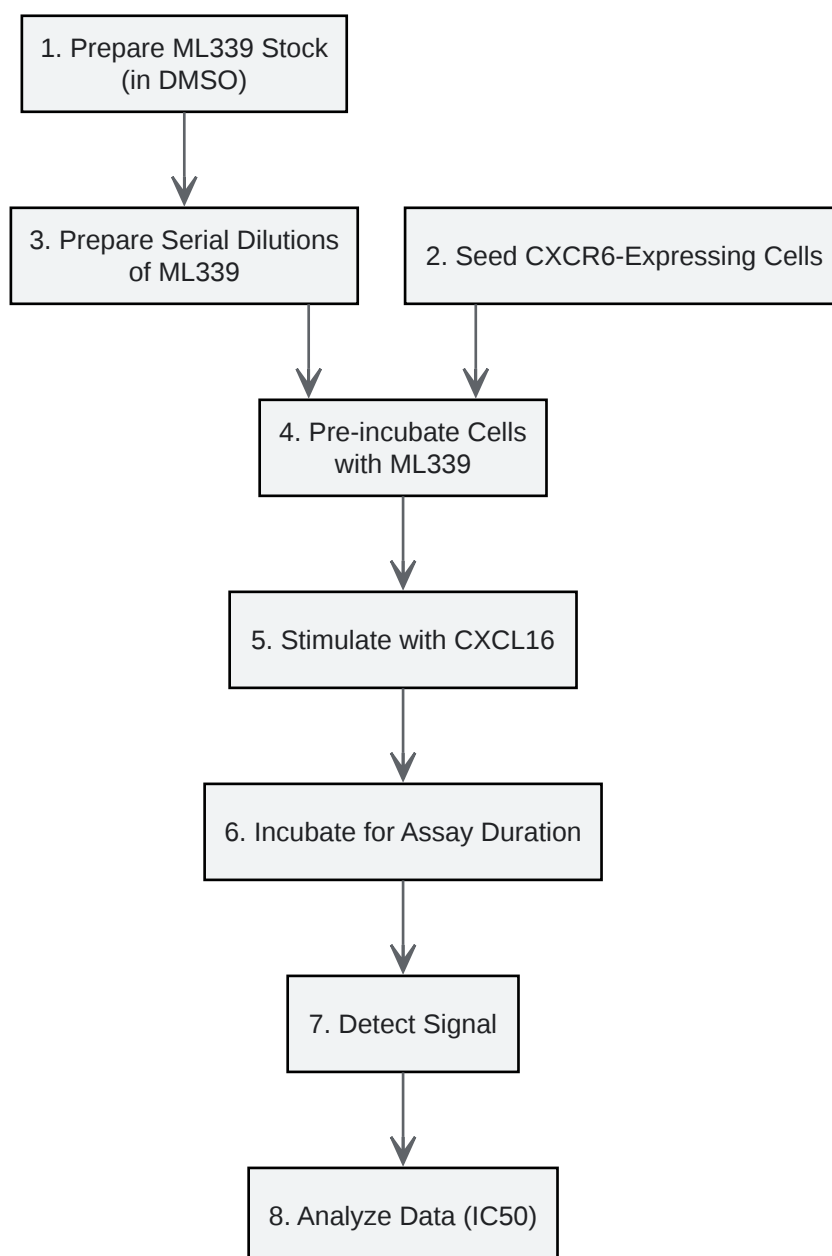 1. Prepare ML339 Stock
(in DMSO)
3. Prepare Serial Dilutions
of ML339
2. Seed CXCR6-Expressing Cells
4. Pre-incubate Cells
with ML339
5. Stimulate with CXCL16
6. Incubate for Assay Duration
7. Detect Signal
8. Analyze Data (IC50)